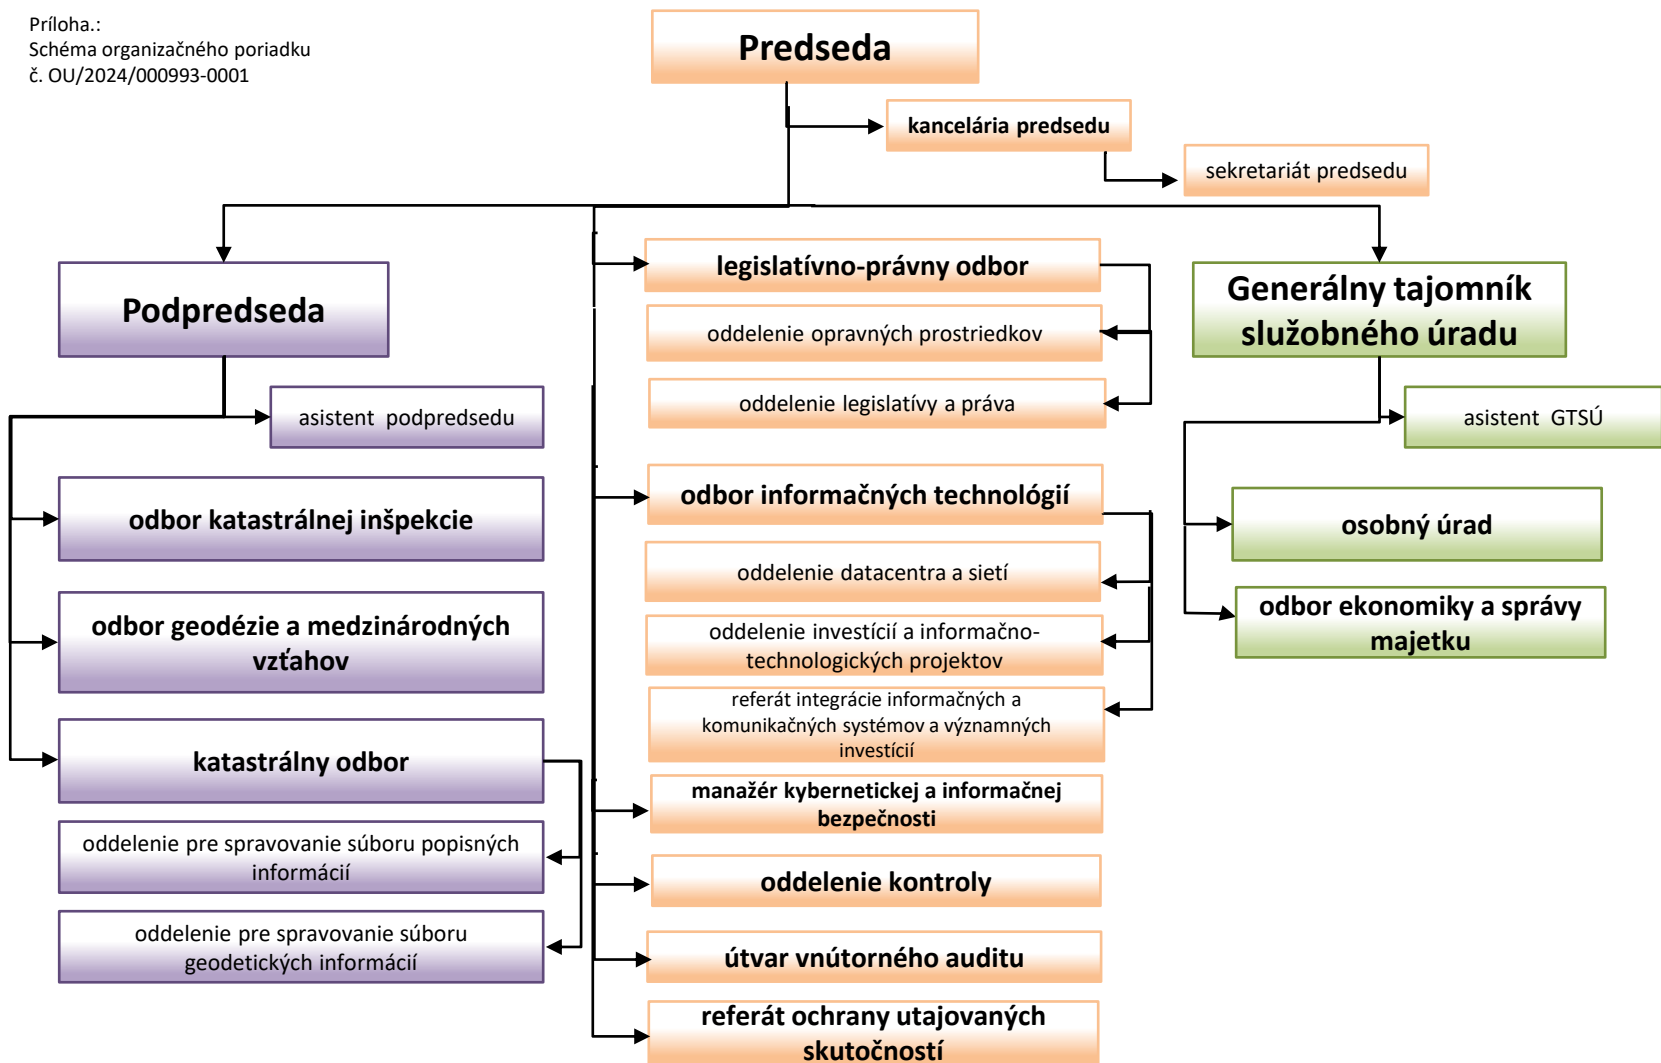 Príloha.:
Schéma organizačného poriadku
č. OU/2024/000993-0001
Predseda
kancelária predsedu
sekretariát predsedu
Podpredseda
asistent podpredsedu
odbor katastrálnej inšpekcie
odbor geodézie a medzinárodných
vzťahov
katastrálny odbor
oddelenie pre spravovanie súboru popisných
informácií
oddelenie pre spravovanie súboru
geodetických informácií
legislatívno-právny odbor
oddelenie opravných prostriedkov
oddelenie legislatívy a práva
odbor informačných technológií
oddelenie datacentra a sietí
oddelenie investícií a informačno-
technologických projektov
referát integrácie informačných a
komunikačných systémov a významných
investícií
manažér kybernetickej a informačnej
bezpečnosti
oddelenie kontroly
útvar vnútorného auditu
referát ochrany utajovaných
skutočností
Generálny tajomník
služobného úradu
asistent GTSÚ
osobný úrad
odbor ekonomiky a správy
majetku